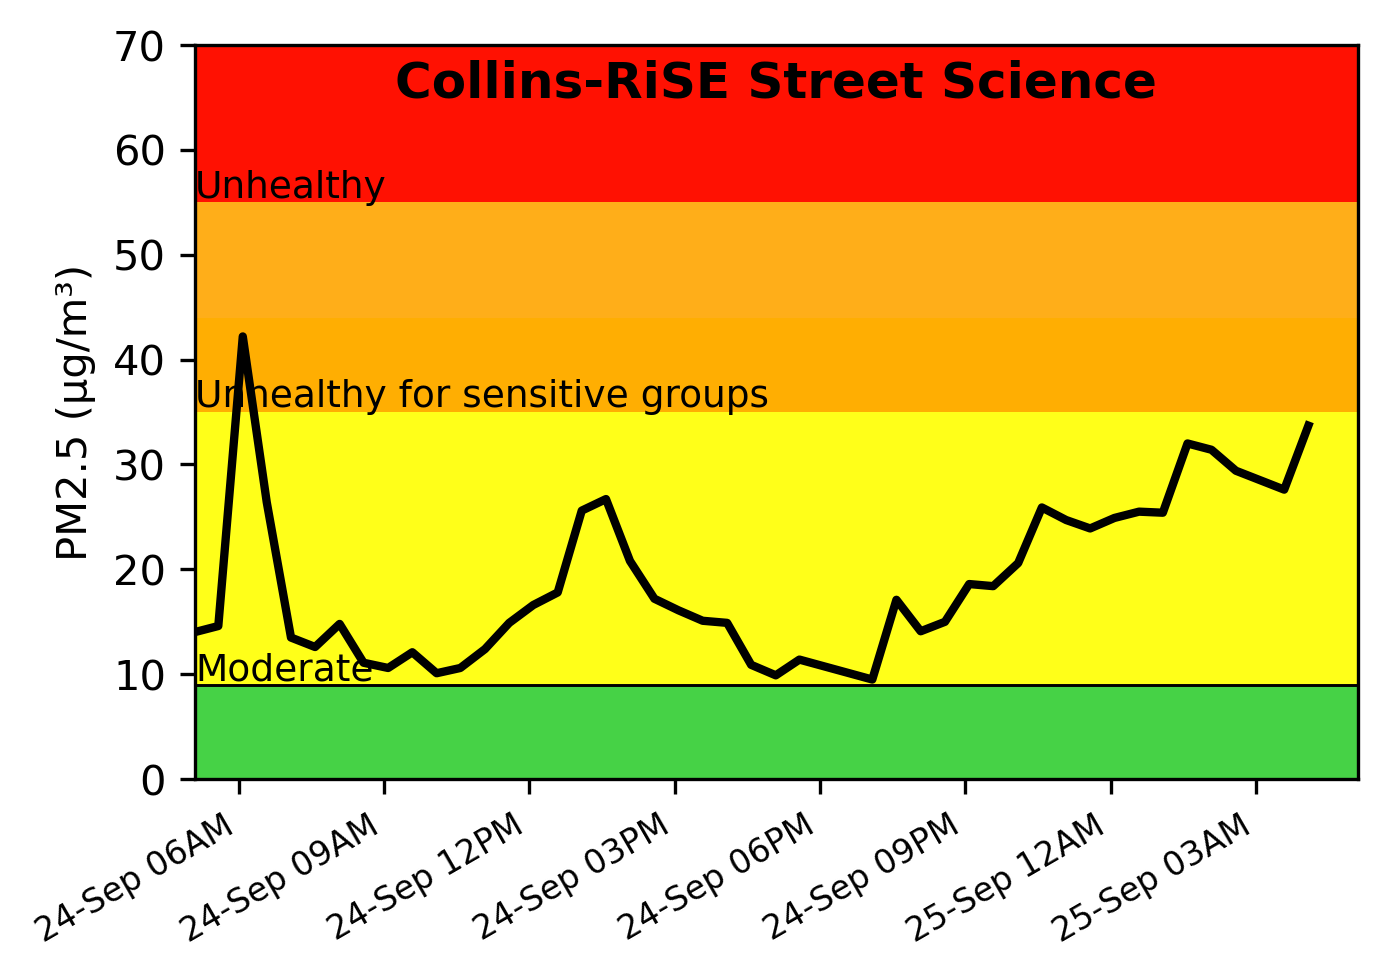 Collins-RiSE Street Science
70
60
Unhealthy
50
40
Unhealthy for sensitive groups
30
20
10
Moderate
0
PM2.5 (µg/m³)
24-Sep 06AM
24-Sep 09AM
24-Sep 12PM
24-Sep 03PM
24-Sep 06PM
24-Sep 09PM
25-Sep 12AM
25-Sep 03AM